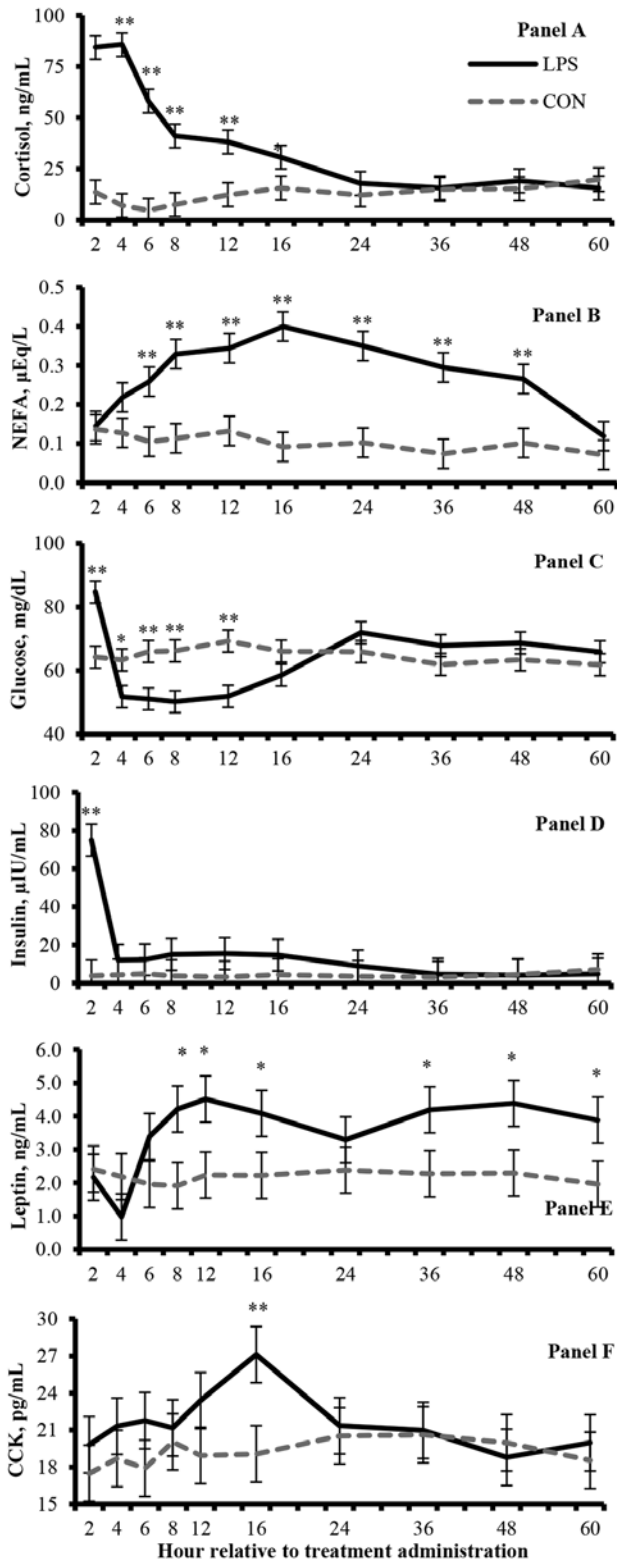 Panel A
LPS
CON
Cortisol, ng/mL
100
75
50
25
0
** ** ** ** *
2 4 6 8 12 16 24 36 48 60
Panel B
NEFA, µEq/L
0.5
0.4
0.3
0.2
0.1
0.0
** ** ** ** ** ** **
2 4 6 8 12 16 24 36 48 60
Panel C
Glucose, mg/dL
100
80
60
40
** * ** ** **
2 4 6 8 12 16 24 36 48 60
Panel D
Insulin, µIU/mL
100
80
60
40
20
0
**
2 4 6 8 12 16 24 36 48 60
Panel E
Leptin, ng/mL
6.0
5.0
4.0
3.0
2.0
1.0
0.0
* * * * * *
2 4 6 8 12 16 24 36 48 60
Panel F
CCK, pg/mL
30
27
24
21
18
15
**
2 4 6 8 12 16 24 36 48 60
Hour relative to treatment administration